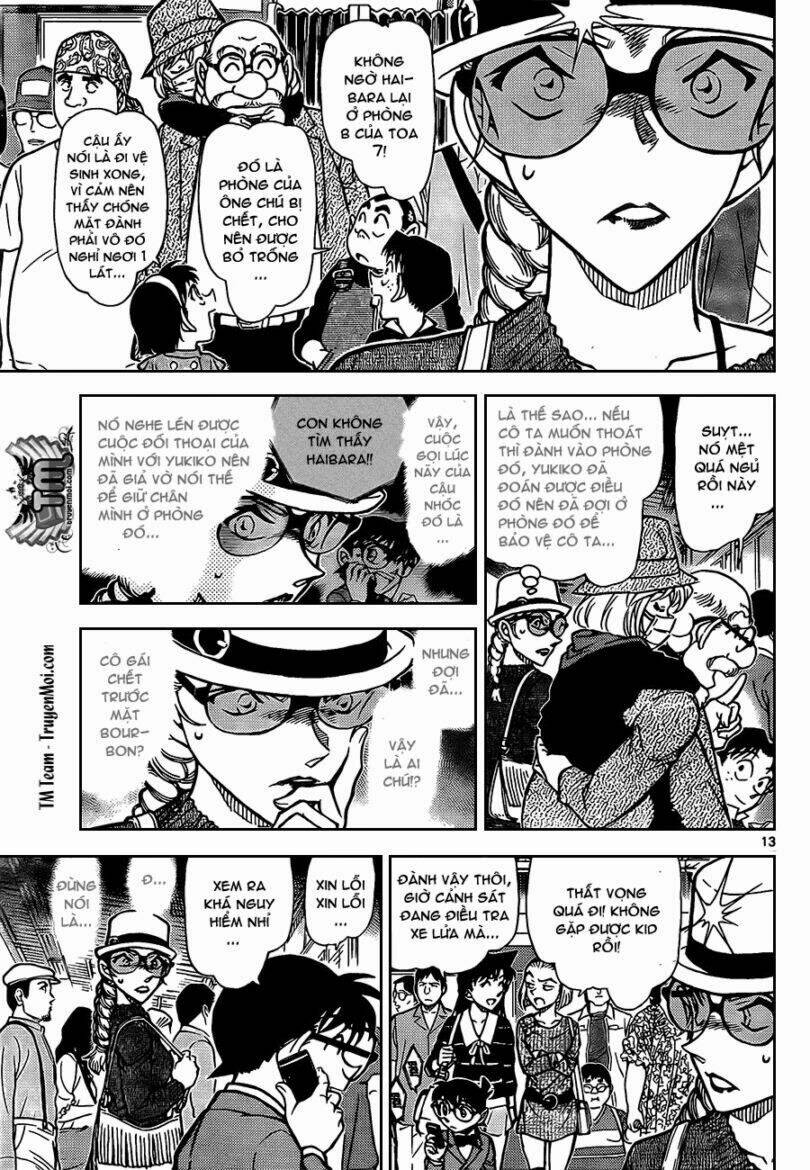 KHÔNG
NGỜ HAI-
BARA LẠI
Ở PHÒNG
B CỦA TOA
7!
ĐÓ LÀ
PHÒNG CỦA
ÔNG CHÚ BỊ
CHẾT, CHO
NÊN ĐƯỢC
BỎ TRỐNG
...
CẬU ẤY
NÓI LÀ ĐI VỆ
SINH XONG,
VÌ CẢM NÊN
THẤY CHÓNG
MẶT ĐÀNH
PHẢI VÔ ĐÓ
NGHỈ NGƠI 1
LÁT...
SUỴT...
NÓ MỆT
QUÁ NGỦ
RỒI NÀY
...
LÀ THẾ SAO... NẾU
CÔ TA MUỐN THOÁT
THÌ ĐÀNH VÀO PHÒNG
ĐÓ, YUKIKO ĐÃ
ĐOÁN ĐƯỢC ĐIỀU
ĐÓ NÊN ĐÃ ĐỢI Ở
PHÒNG ĐÓ ĐỂ
BẢO VỆ CÔ TA...
VẬY,
CUỘC
GỌI LÚC
NÃY CỦA
CẬU
NHÓC
ĐÓ LÀ
...
CON KHÔNG
TÌM THẤY
HAIBARA!!
NÓ NGHE LÉN ĐƯỢC
CUỘC ĐỐI THOẠI CỦA
MÌNH VỚI YUKIKO NÊN
ĐÃ GIẢ VỜ NÓI THẾ
ĐỂ GIỮ CHÂN
MÌNH Ở PHÒNG
ĐÓ...
NHƯNG
ĐỢI
ĐÃ...
VẬY
LÀ AI
CHỨ!?
CÔ GÁI
CHẾT
TRƯỚC
MẶT
BOUR-
BON?
TM
truyenmoi.com
TM Team - TruyenMoi.com
13
THẤT VỌNG
QUÁ ĐI! KHÔNG
GẶP ĐƯỢC KID
RỒI!
ĐÀNH VẬY THÔI,
GIỜ CẢNH SÁT
ĐANG ĐIỀU TRA
XE LỬA MÀ...
XIN LỖI
XIN LỖI
...
XEM RA
KHÁ NGUY
HIỂM NHỈ
...
Đ...
ĐỪNG
NÓI
LÀ...